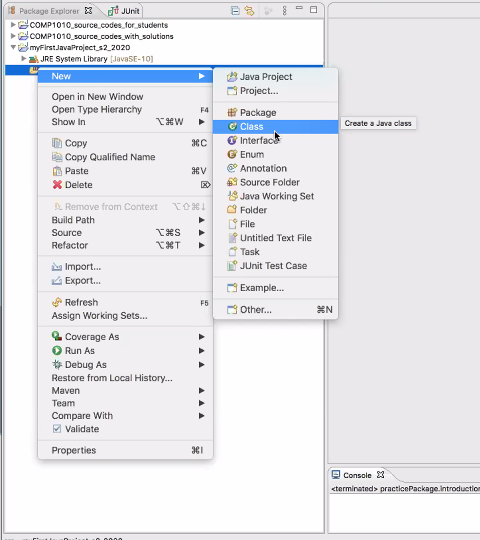 Package Explorer
JUnit
COMP1010_source_codes_for_students
COMP1010_source_codes_with_solutions
myFirstJavaProject_s2_2020
JRE System Library [JavaSE-10]
New
Open in New Window
Open Type Hierarchy F4
Show In ⌥⌘W
Copy ⌘C
Copy Qualified Name
Paste ⌘V
Delete ⌦
Remove from Context ⌥⇧⌘↓
Build Path
Source ⌥⌘S
Refactor ⌥⌘T
Import...
Export...
Refresh F5
Assign Working Sets...
Coverage As
Run As
Debug As
Restore from Local History...
Maven
Team
Compare With
Validate
Properties ⌘I
Java Project
Project...
Package
Class
Interface
Enum
Annotation
Source Folder
Java Working Set
Folder
File
Untitled Text File
Task
JUnit Test Case
Example...
Other... ⌘N
Create a Java class
Console
<terminated> practicePackage.introduction